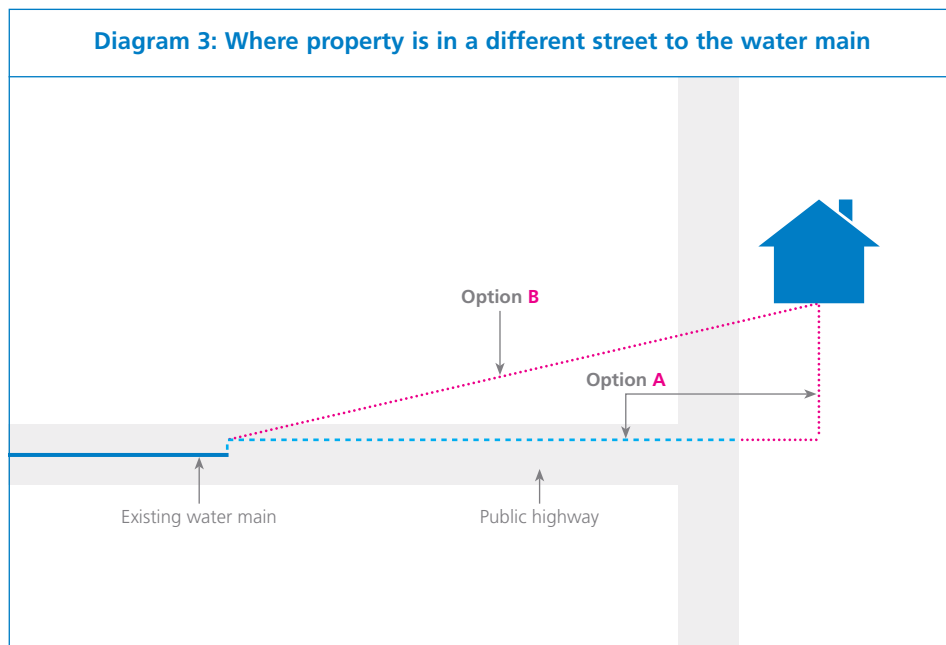 Diagram 3: Where property is in a different street to the water main
Option B
Option A
Existing water main
Public highway